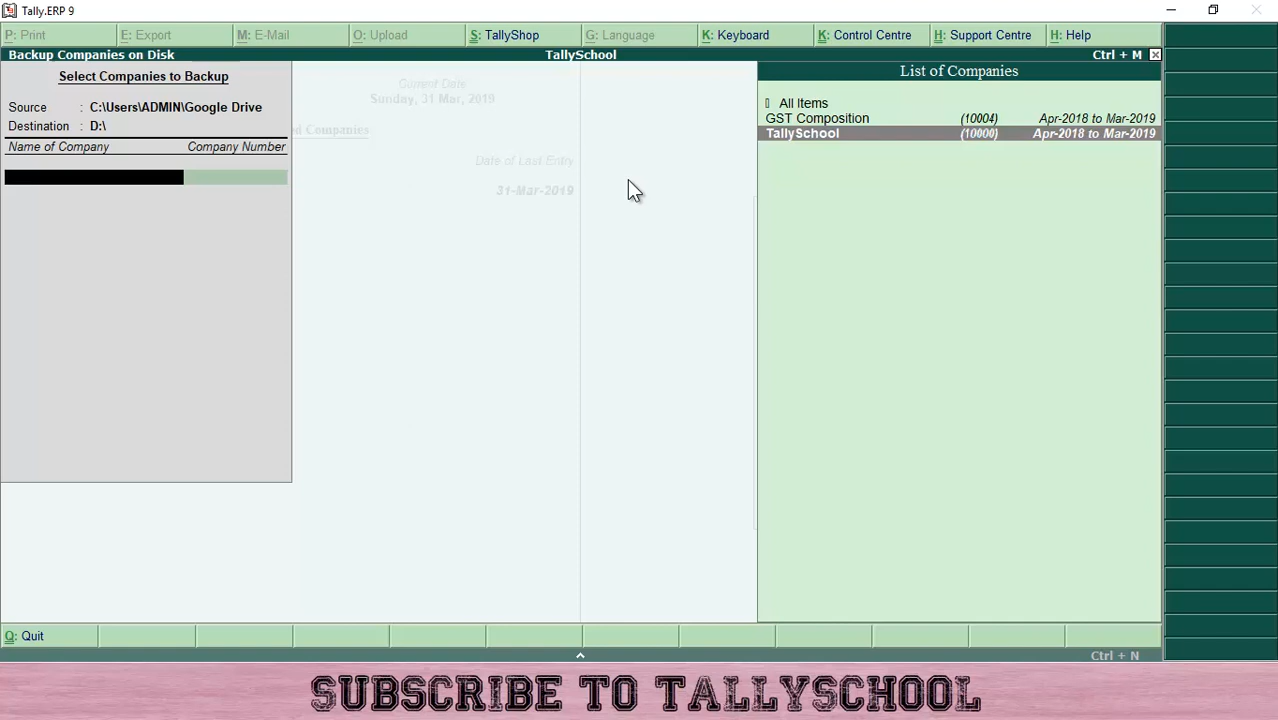 Tally.ERP 9
P: Print E: Export M: E-Mail O: Upload S: TallyShop G: Language K: Keyboard K: Control Centre H: Support Centre H: Help
Backup Companies on Disk TallySchool Ctrl + M
Select Companies to Backup
Source : C:\Users\ADMIN\Google Drive
Destination : D:\
Name of Company Company Number
Current Date
Sunday, 31 Mar, 2019
ed Companies
Date of Last Entry
31-Mar-2019
List of Companies
All Items
GST Composition (10004) Apr-2018 to Mar-2019
TallySchool (10000) Apr-2018 to Mar-2019
Q: Quit
Ctrl + N
SUBSCRIBE TO TALLYSCHOOL